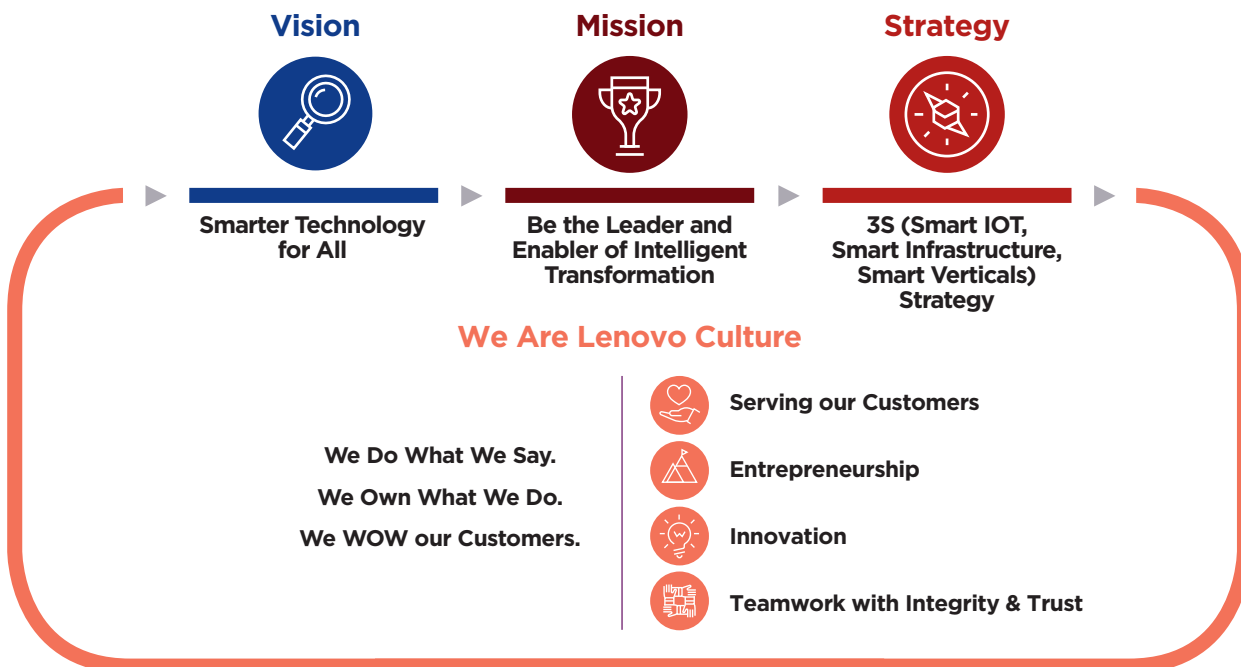 Vision
Mission
Strategy
Smarter Technology
for All
Be the Leader and
Enabler of Intelligent
Transformation
3S (Smart IOT,
Smart Infrastructure,
Smart Verticals)
Strategy
We Are Lenovo Culture
We Do What We Say.
We Own What We Do.
We WOW our Customers.
Serving our Customers
Entrepreneurship
Innovation
Teamwork with Integrity & Trust